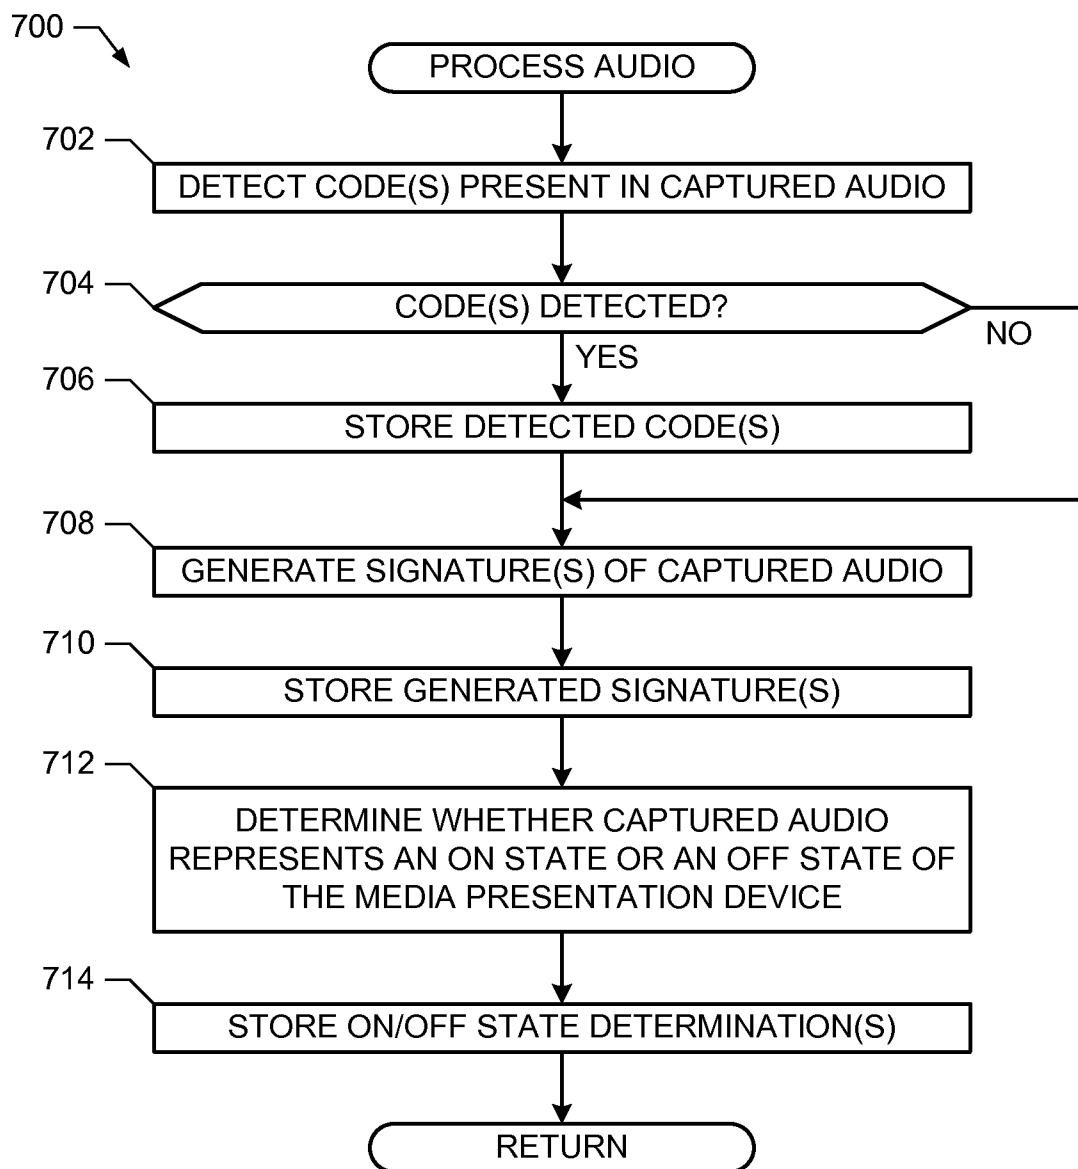 700
PROCESS AUDIO
702
DETECT CODE(S) PRESENT IN CAPTURED AUDIO
704
CODE(S) DETECTED?
NO
YES
706
STORE DETECTED CODE(S)
708
GENERATE SIGNATURE(S) OF CAPTURED AUDIO
710
STORE GENERATED SIGNATURE(S)
712
DETERMINE WHETHER CAPTURED AUDIO
REPRESENTS AN ON STATE OR AN OFF STATE OF
THE MEDIA PRESENTATION DEVICE
714
STORE ON/OFF STATE DETERMINATION(S)
RETURN